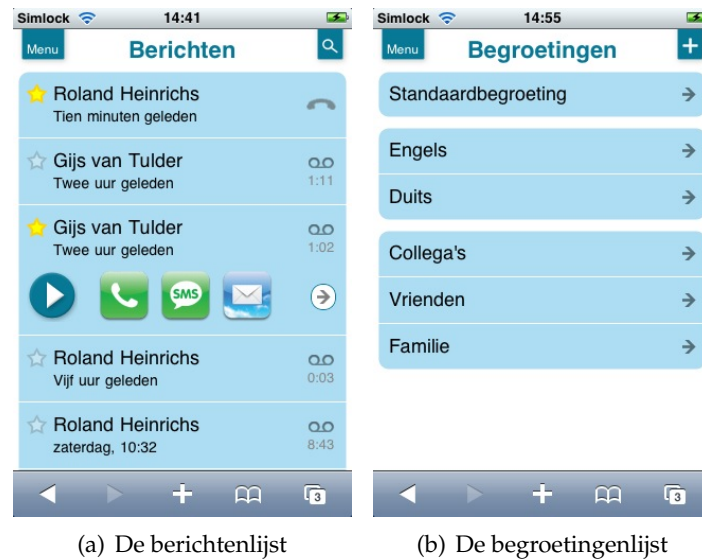 Simlock 14:41
Menu Berichten
Roland Heinrichs
Tien minuten geleden
Gijs van Tulder
Twee uur geleden 1:11
Gijs van Tulder
Twee uur geleden 1:02
SMS
Roland Heinrichs
Vijf uur geleden 0:03
Roland Heinrichs
zaterdag, 10:32 8:43
3
(a) De berichtenlijst
Simlock 14:55
Menu Begroetingen
Standaardbegroeting
Engels
Duits
Collega's
Vrienden
Familie
3
(b) De begroetingenlijst